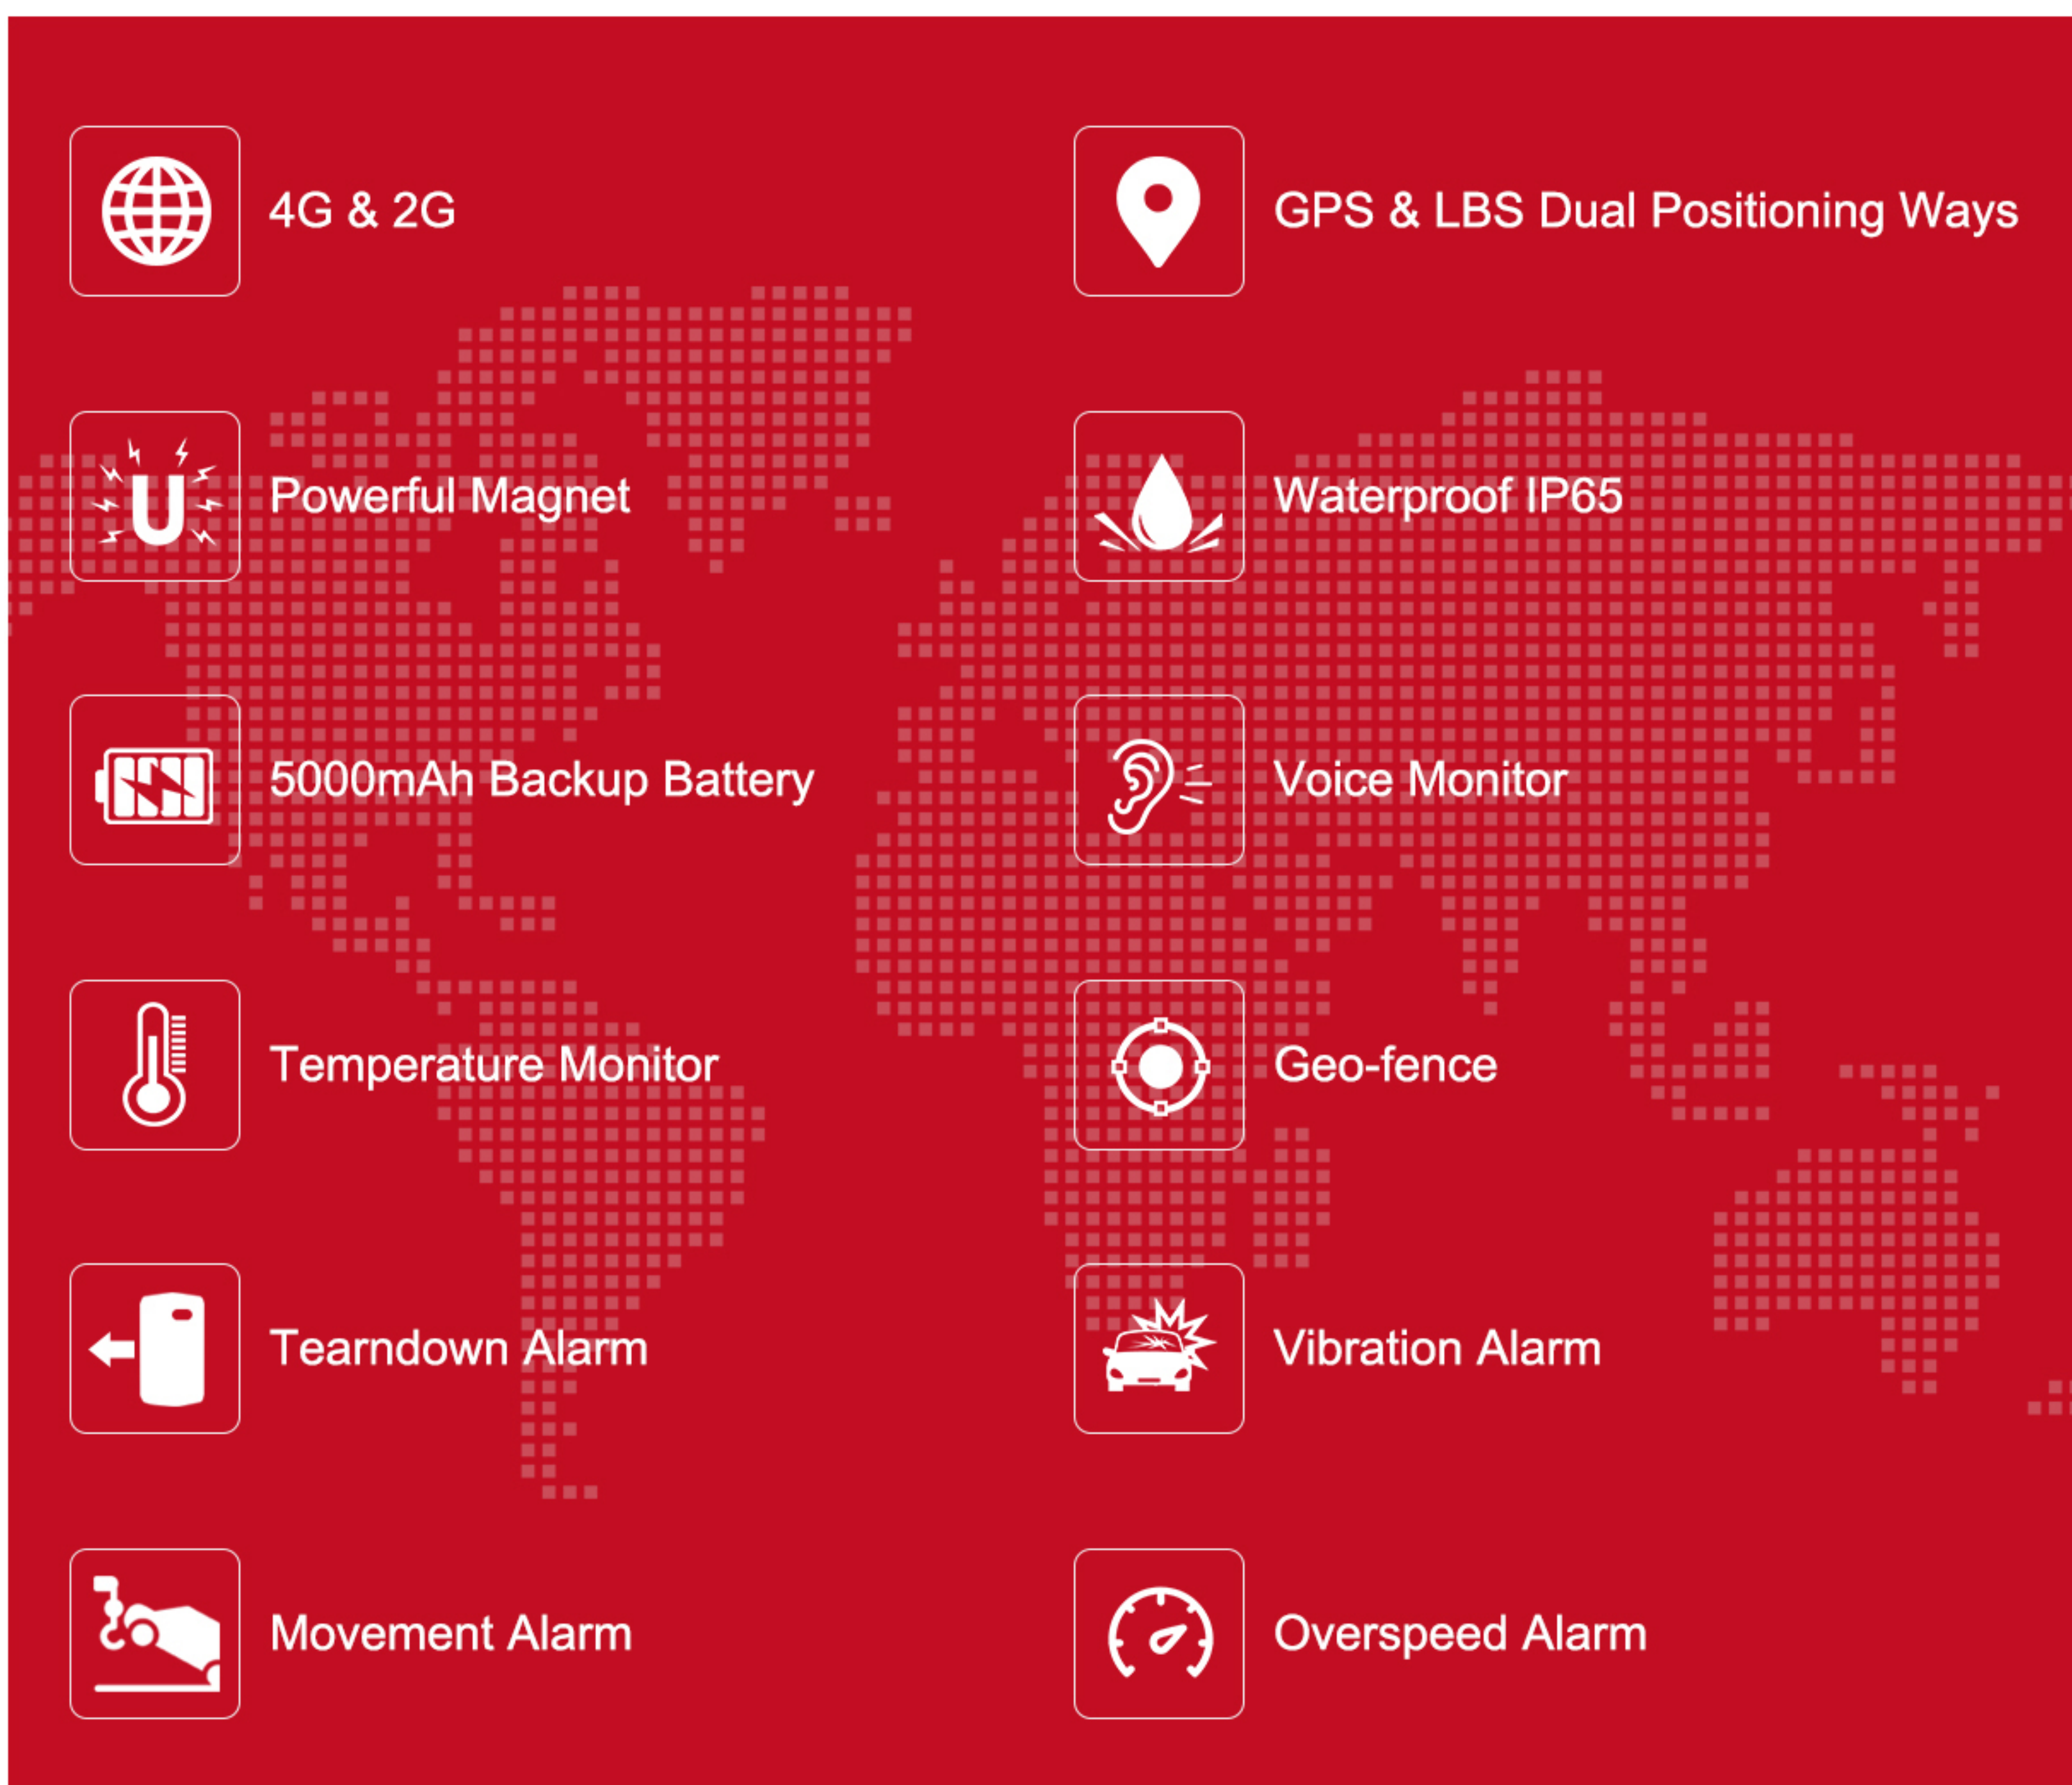 4G & 2G
GPS & LBS Dual Positioning Ways
Powerful Magnet
Waterproof IP65
5000mAh Backup Battery
Voice Monitor
Temperature Monitor
Geo-fence
Tearndown Alarm
Vibration Alarm
Movement Alarm
Overspeed Alarm